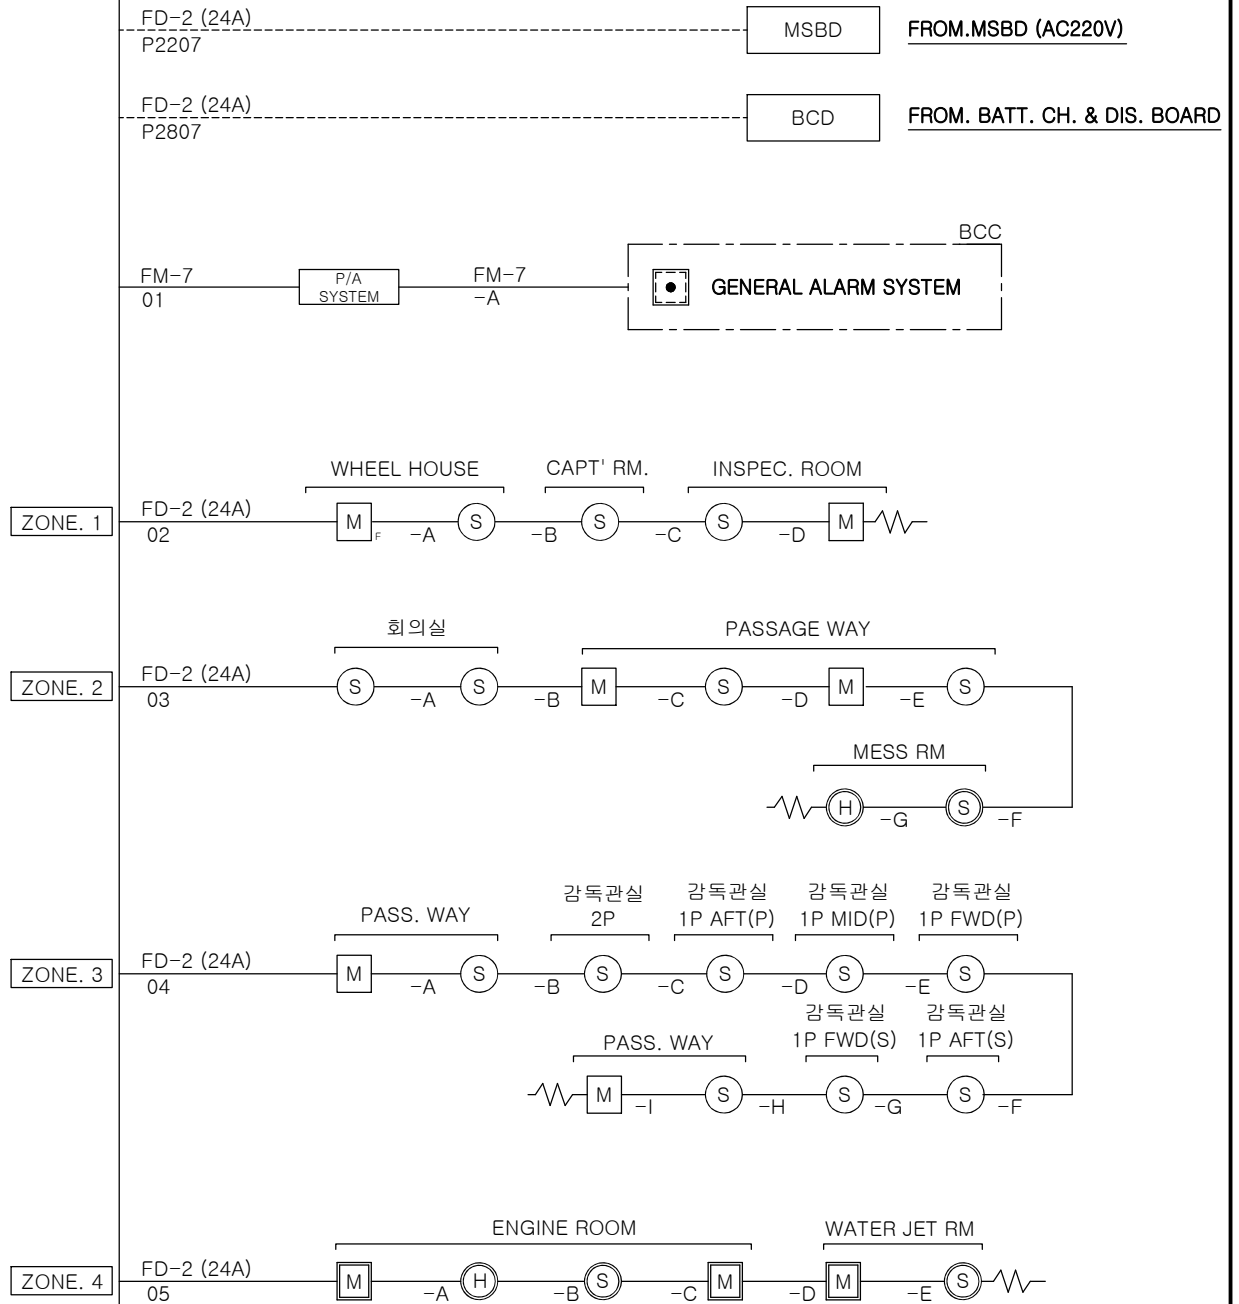 FD-2 (24A)
P2207
MSBD
FROM.MSBD (AC220V)
FD-2 (24A)
P2807
BCD
FROM. BATT. CH. & DIS. BOARD
BCC
FM-7
01
P/A
SYSTEM
FM-7
-A
GENERAL ALARM SYSTEM
WHEEL HOUSE
CAPT' RM.
INSPEC. ROOM
ZONE. 1
FD-2 (24A)
02
M F -A S -B S -C S -D M
회의실
PASSAGE WAY
ZONE. 2
FD-2 (24A)
03
S -A S -B M -C S -D M -E S
MESS RM
H -G S -F
PASS. WAY
감독관실
2P
감독관실
1P AFT(P)
감독관실
1P MID(P)
감독관실
1P FWD(P)
ZONE. 3
FD-2 (24A)
04
M -A S -B S -C S -D S -E S
PASS. WAY
감독관실
1P FWD(S)
감독관실
1P AFT(S)
M -I S -H S -G S -F
ENGINE ROOM
WATER JET RM
ZONE. 4
FD-2 (24A)
05
M -A H -B S -C M -D M -E S